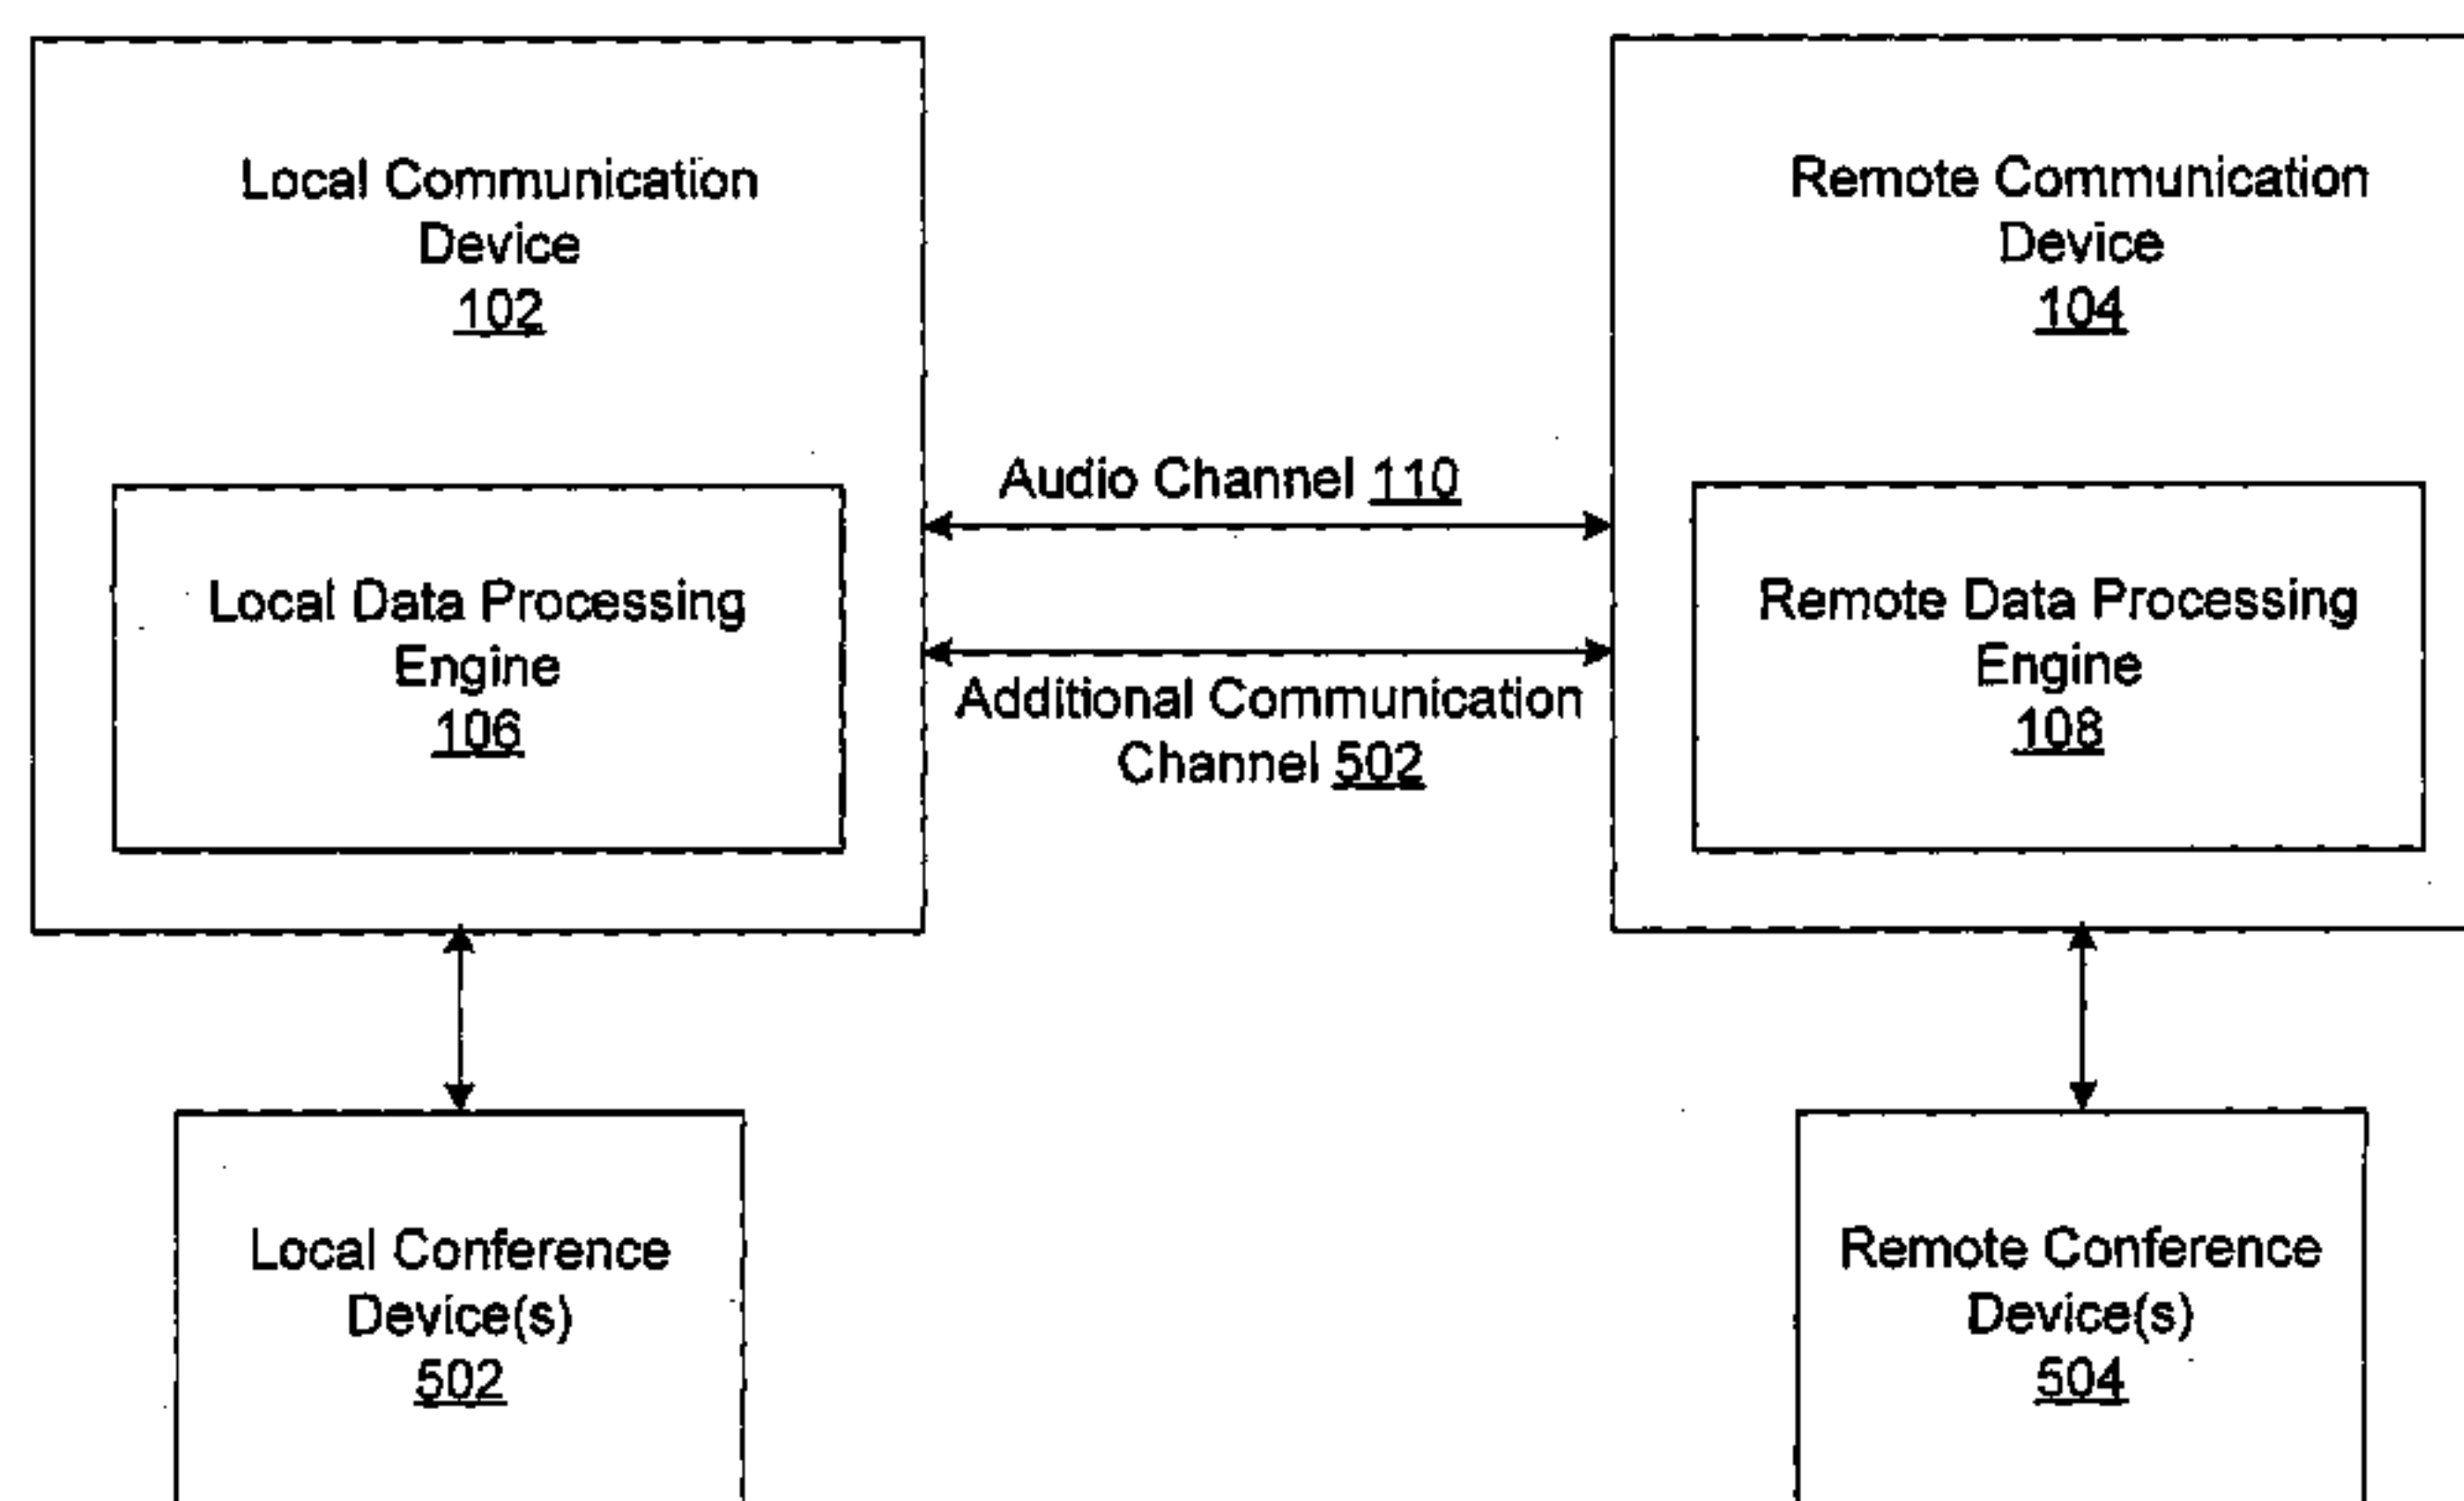 Local Communication
Device
102
Remote Communication
Device
104
Audio Channel 110
Local Data Processing
Engine
106
Additional Communication
Channel 502
Remote Data Processing
Engine
108
Local Conference
Device(s)
502
Remote Conference
Device(s)
504